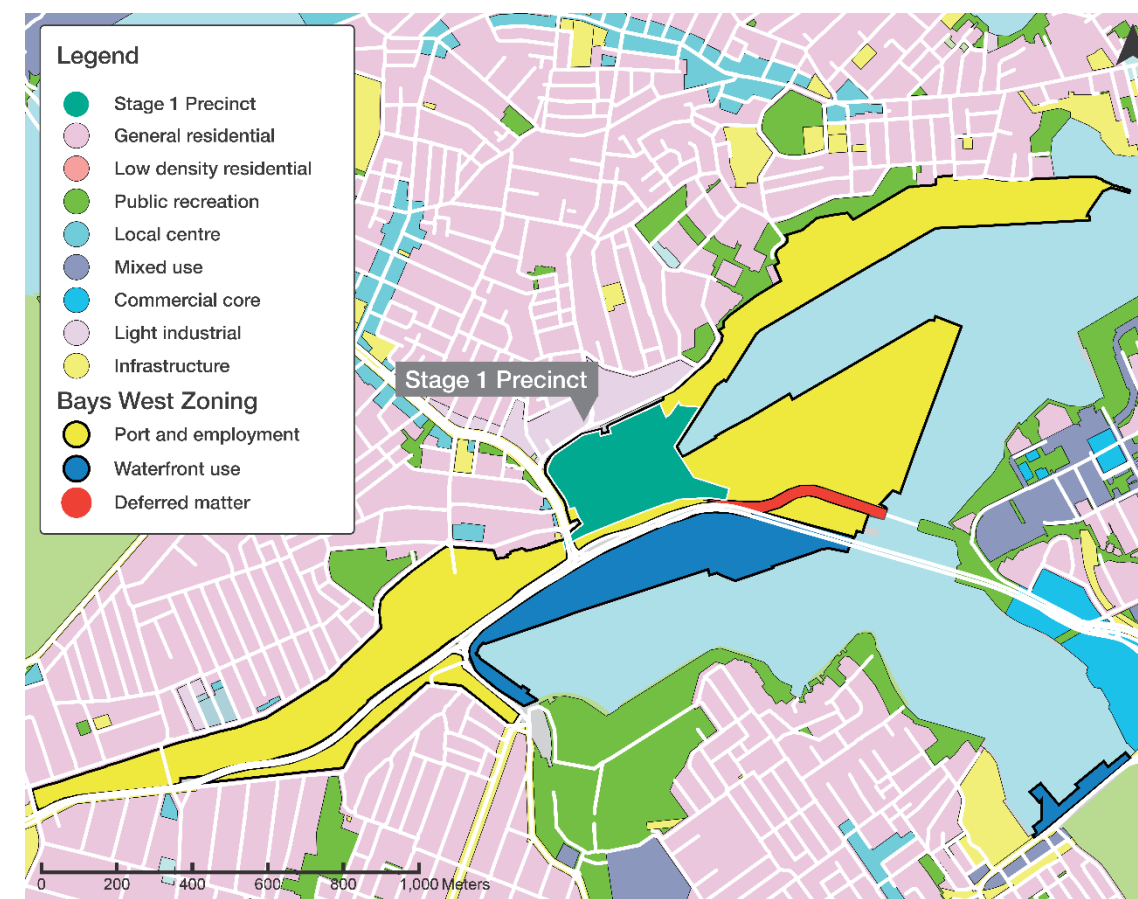 Legend
Stage 1 Precinct
General residential
Low density residential
Public recreation
Local centre
Mixed use
Commercial core
Light industrial
Infrastructure
Bays West Zoning
Port and employment
Waterfront use
Deferred matter
Stage 1 Precinct
0 200 400 600 800 1,000 Meters